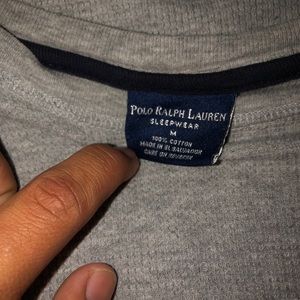 POLO RALPH LAUREN
SLEEPWEAR
M
100% COTTON
MADE IN EL SALVADOR
CARE ON REVERSE